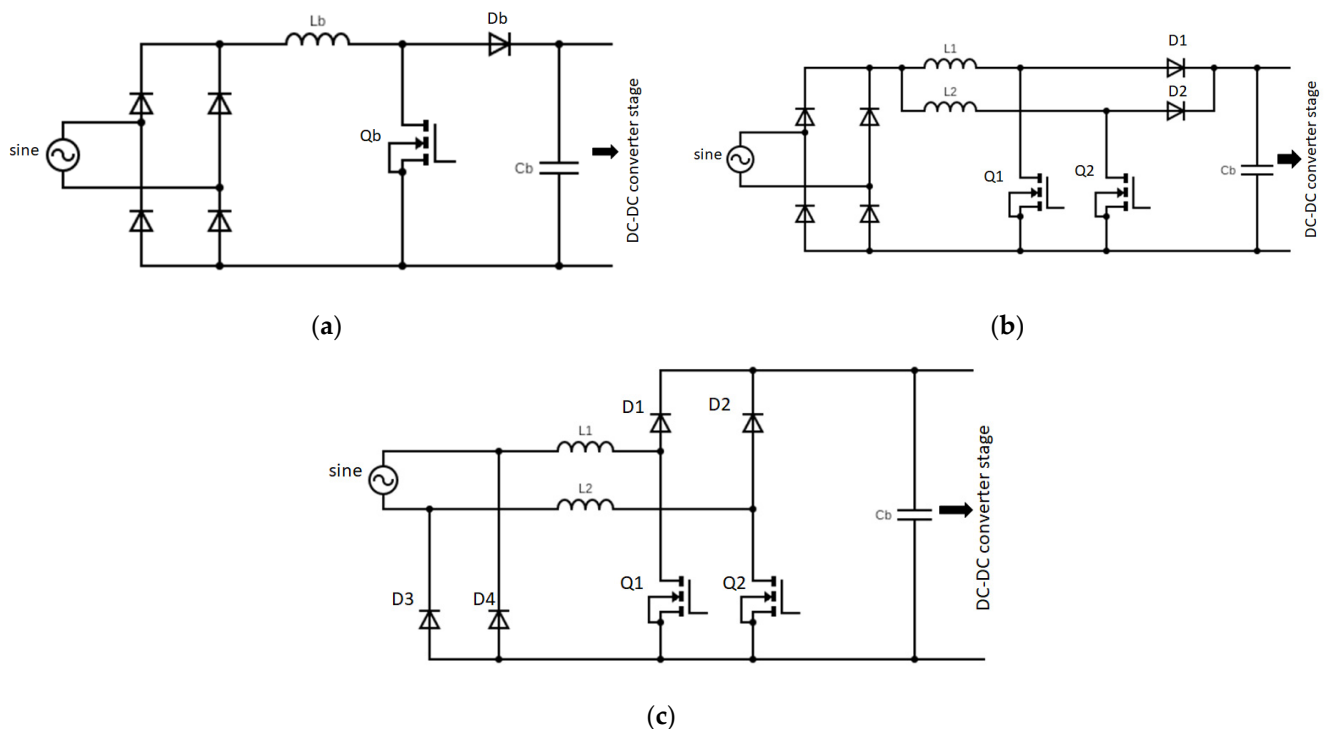 Lb
Db
sine
Qb
Cb
DC-DC converter stage
(a)
L1
D1
L2
D2
sine
Q1
Q2
Cb
DC-DC converter stage
(b)
D1
D2
L1
sine
L2
Cb
DC-DC converter stage
D3
D4
Q1
Q2
(c)